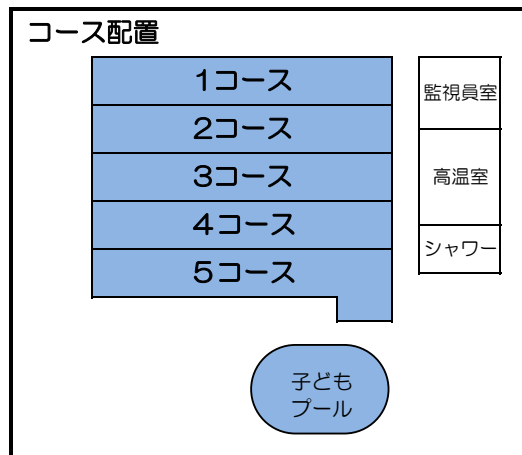 コース配置
１コース
２コース
３コース
４コース
５コース
監視員室
高温室
シャワー
子ども
プール